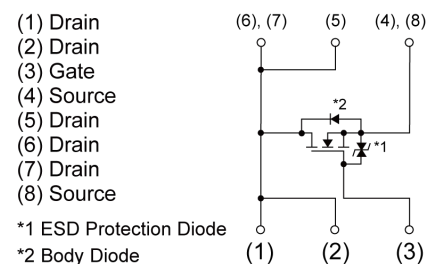 (1) Drain
(2) Drain
(3) Gate
(4) Source
(5) Drain
(6) Drain
(7) Drain
(8) Source
*1 ESD Protection Diode
*2 Body Diode
(6), (7) (5) (4), (8)
*2
*1
(1) (2) (3)